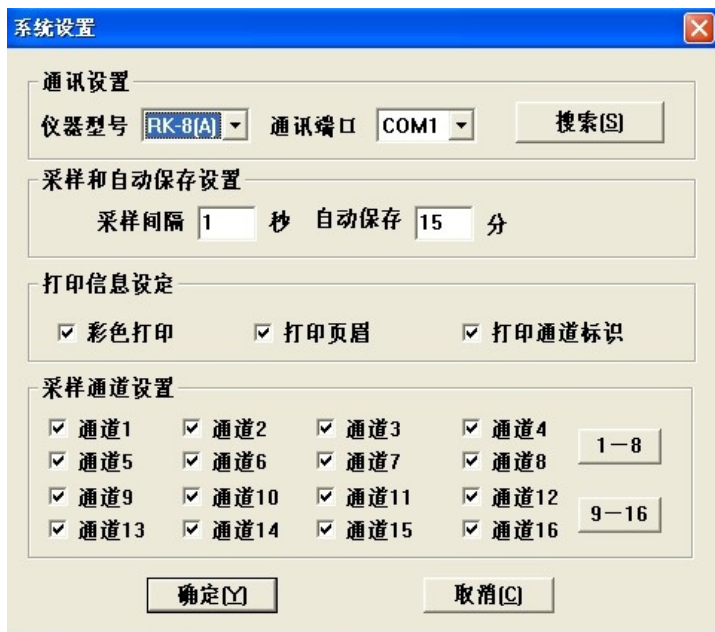 系统设置
通讯设置
仪器型号 RK-8(A) 通讯端口 COM1 搜索(S)
采样和自动保存设置
采样间隔 1 秒 自动保存 15 分
打印信息设定
彩色打印 打印页眉 打印通道标识
采样通道设置
通道1 通道2 通道3 通道4
1－8
通道5 通道6 通道7 通道8
通道9 通道10 通道11 通道12
9－16
通道13 通道14 通道15 通道16
确定(Y) 取消(C)